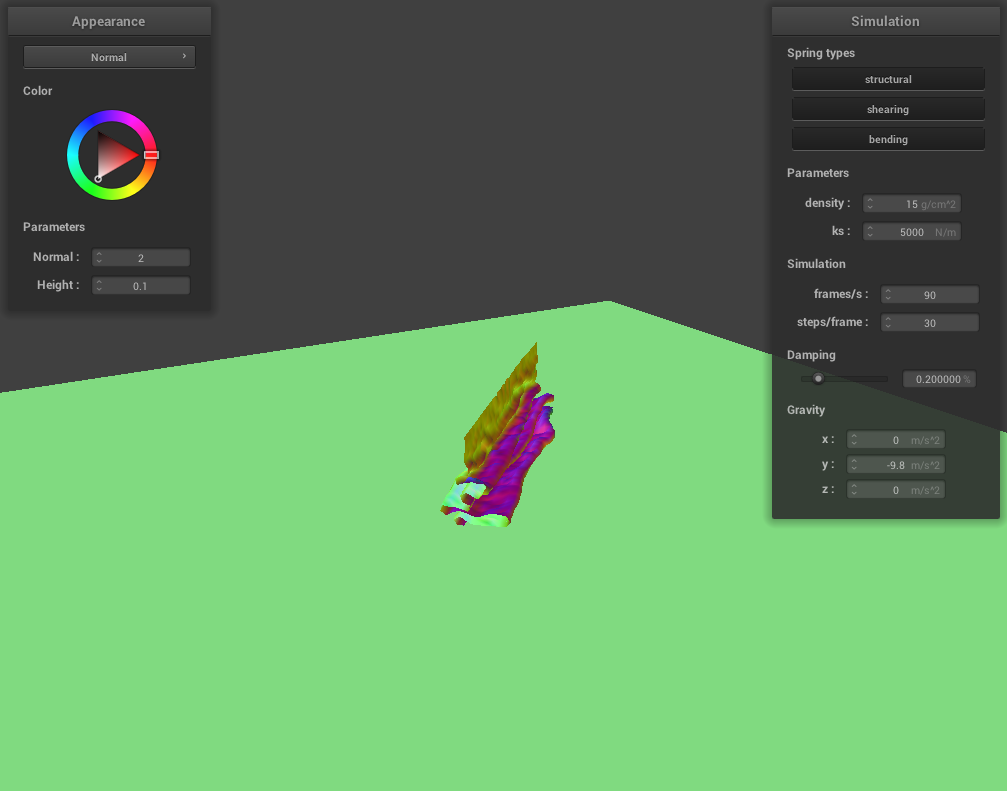 Appearance
Normal
Color
Parameters
Normal : 2
Height : 0.1
Simulation
Spring types
structural
shearing
bending
Parameters
density : 15 g/cm^2
ks : 5000 N/m
Simulation
frames/s : 90
steps/frame : 30
Damping
0.200000 %
Gravity
x : 0 m/s^2
y : -9.8 m/s^2
z : 0 m/s^2